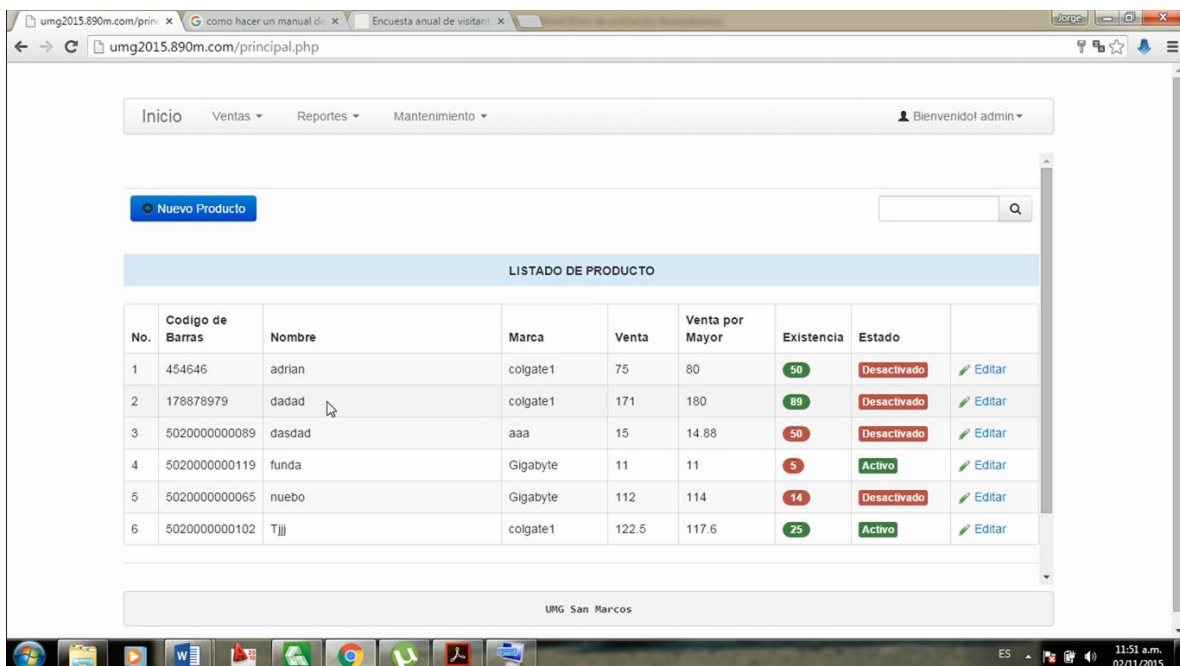 umg2015.890m.com/prin
como hacer un manual de
Encuesta anual de visitant
Jorge
umg2015.890m.com/principal.php
Inicio Ventas Reportes Mantenimiento Bienvenido! admin
Nuevo Producto
LISTADO DE PRODUCTO
No. Codigo de Barras Nombre Marca Venta Venta por Mayor Existencia Estado
1 454646 adrian colgate1 75 80 50 Desactivado Editar
2 178878979 dadad colgate1 171 180 89 Desactivado Editar
3 5020000000089 dasdad aaa 15 14.88 50 Desactivado Editar
4 5020000000119 funda Gigabyte 11 11 5 Activo Editar
5 5020000000065 nuebo Gigabyte 112 114 14 Desactivado Editar
6 5020000000102 Tjjj colgate1 122.5 117.6 25 Activo Editar
UMG San Marcos
ES 11:51 a.m.
02/11/2015